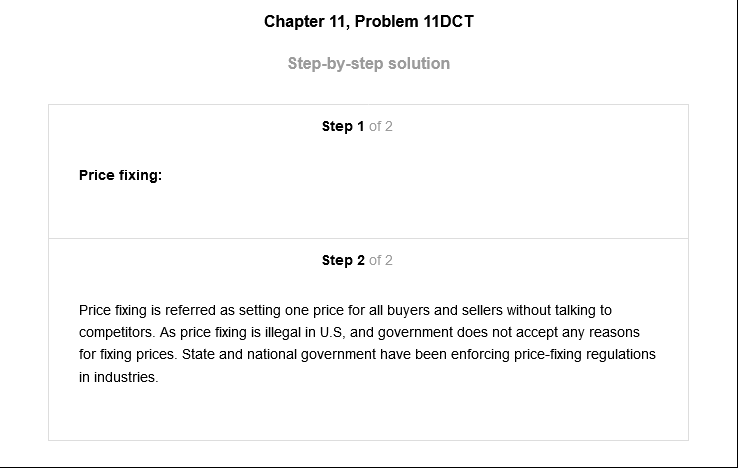 Chapter 11, Problem 11DCT
Step-by-step solution
Step 1 of 2
Price fixing:
Step 2 of 2
Price fixing is referred as setting one price for all buyers and sellers without talking to
competitors. As price fixing is illegal in U.S, and government does not accept any reasons
for fixing prices. State and national government have been enforcing price-fixing regulations
in industries.